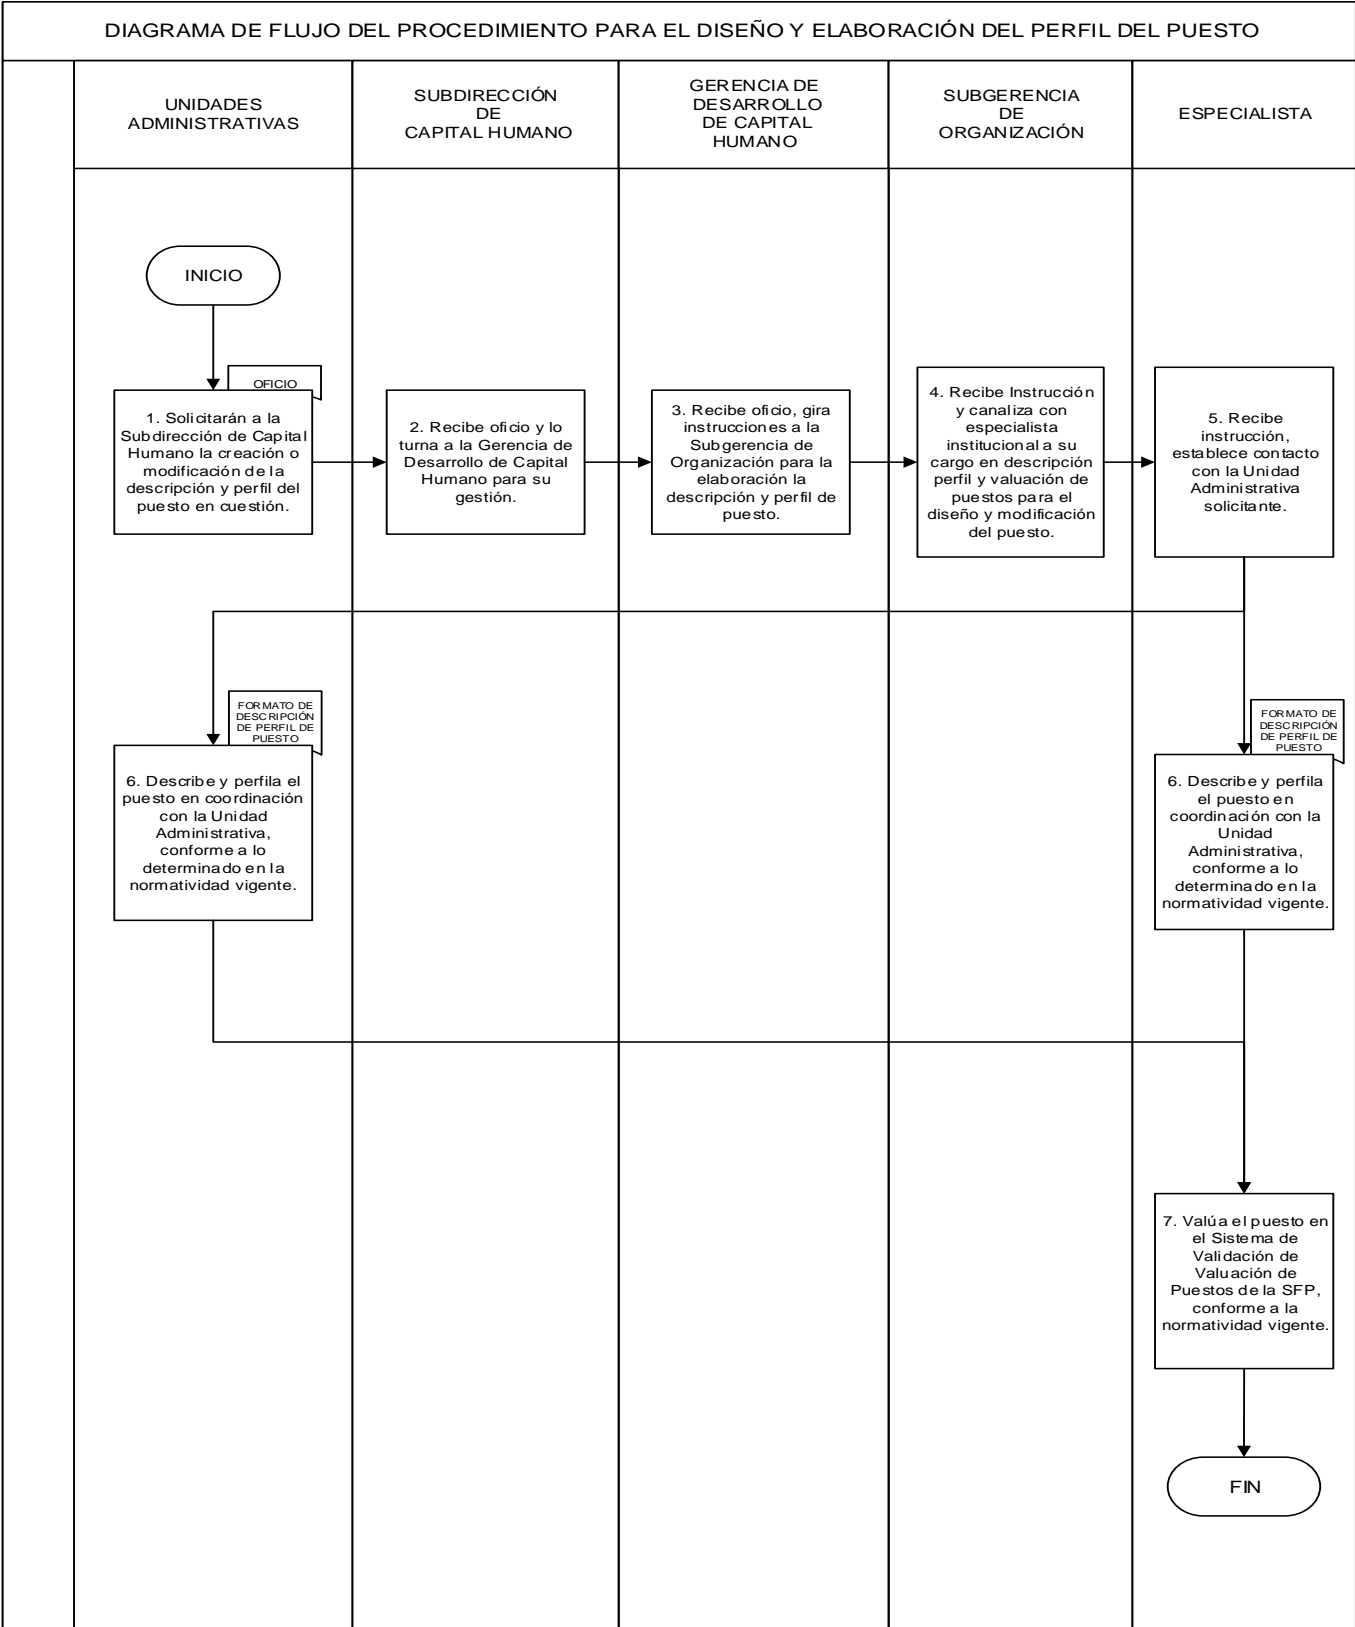 DIAGRAMA DE FLUJO DEL PROCEDIMIENTO PARA EL DISEÑO Y ELABORACIÓN DEL PERFIL DEL PUESTO
UNIDADES
ADMINISTRATIVAS
SUBDIRECCIÓN
DE
CAPITAL HUMANO
GERENCIA DE
DESARROLLO
DE CAPITAL
HUMANO
SUBGERENCIA
DE
ORGANIZACIÓN
ESPECIALISTA
INICIO
OFICIO
1. Solicitarán a la
Subdirección de Capital
Humano la creación o
modificación de la
descripción y perfil del
puesto en cuestión.
2. Recibe oficio y lo
turna a la Gerencia de
Desarrollo de Capital
Humano para su
gestión.
3. Recibe oficio, gira
instrucciones a la
Subgerencia de
Organización para la
elaboración la
descripción y perfil de
puesto.
4. Recibe Instrucción
y canaliza con
especialista
institucional a su
cargo en descripción
perfil y valuación de
puestos para el
diseño y modificación
del puesto.
5. Recibe
instrucción,
establece contacto
con la Unidad
Administrativa
solicitante.
FORMATO DE
DESCRIPCIÓN
DE PERFIL DE
PUESTO
6. Describe y perfila el
puesto en coordinación
con la Unidad
Administrativa,
conforme a lo
determinado en la
normatividad vigente.
FORMATO DE
DESCRIPCIÓN
DE PERFIL DE
PUESTO
6. Describe y perfila
el puesto en
coordinación con la
Unidad
Administrativa,
conforme a lo
determinado en la
normatividad vigente.
7. Valúa el puesto en
el Sistema de
Validación de
Valuación de
Puestos de la SFP,
conforme a la
normatividad vigente.
FIN